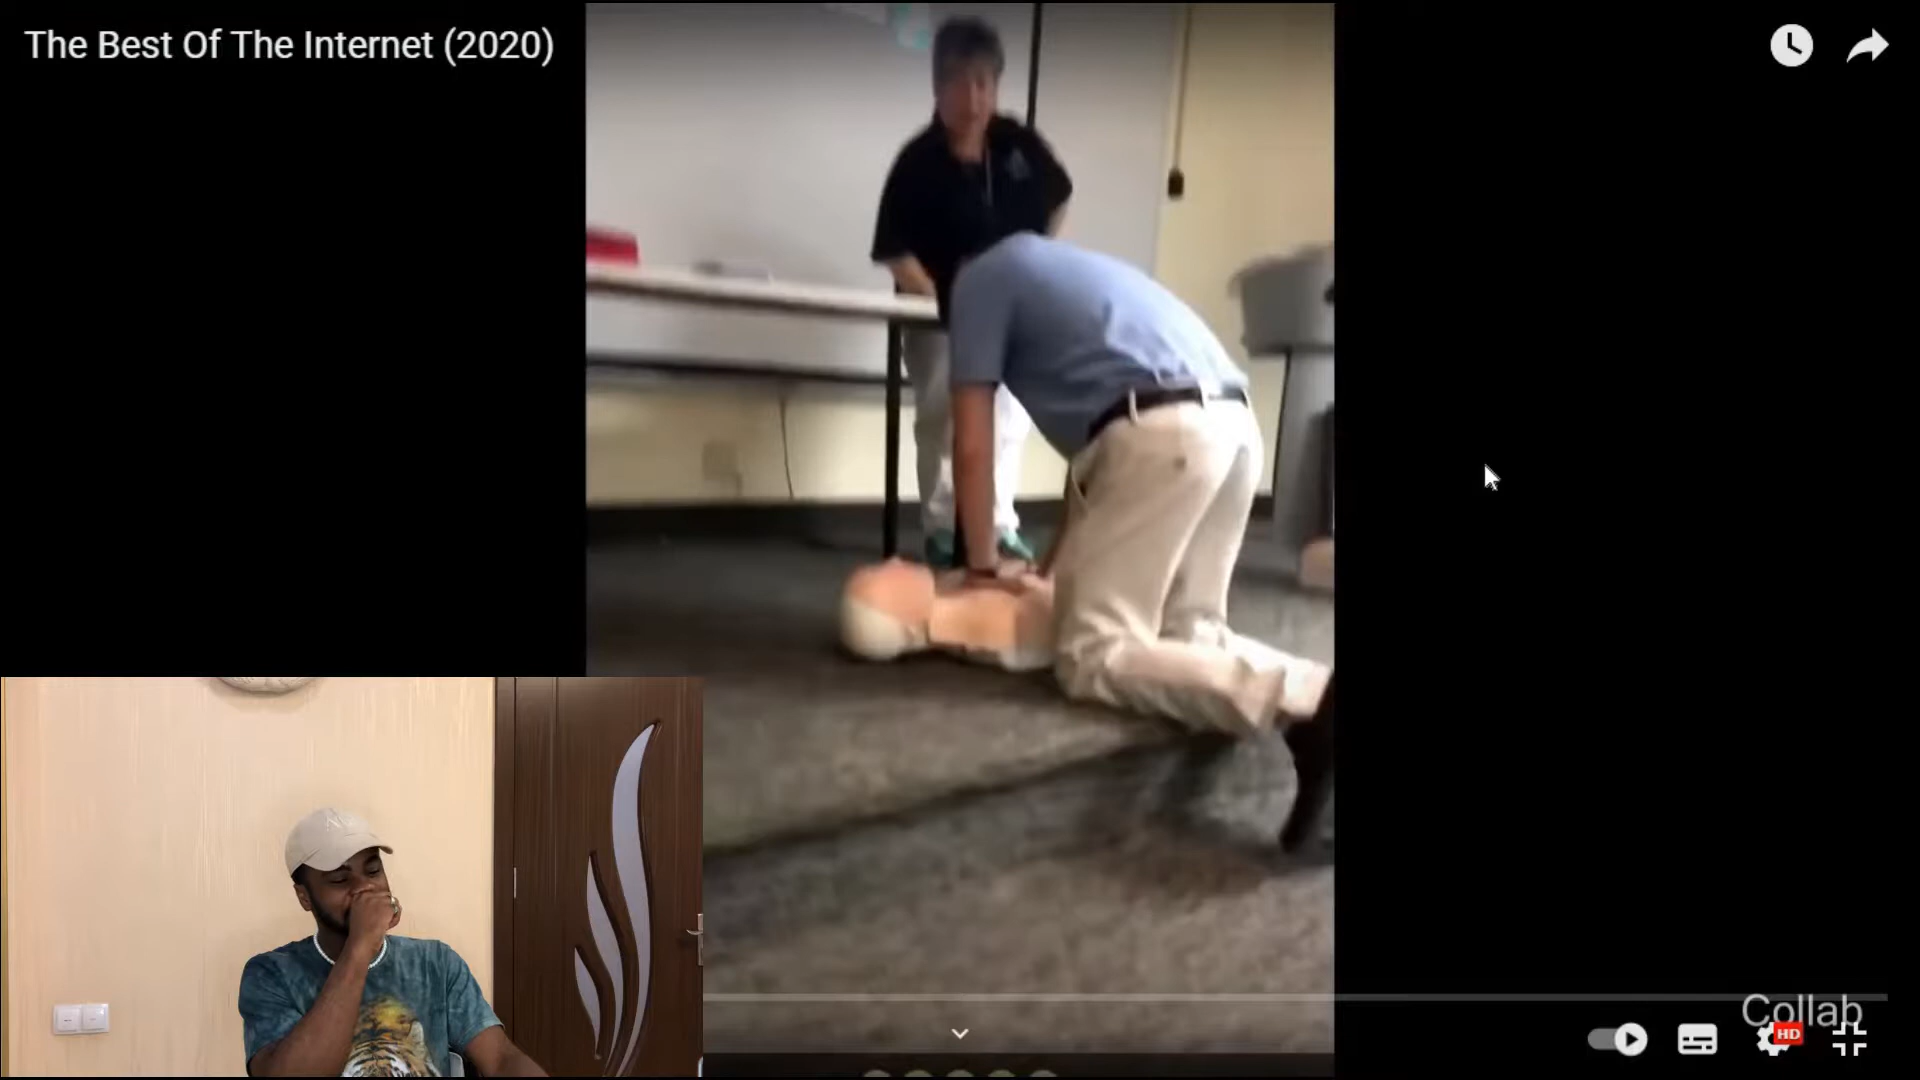 The Best Of The Internet (2020)
Collab
HD